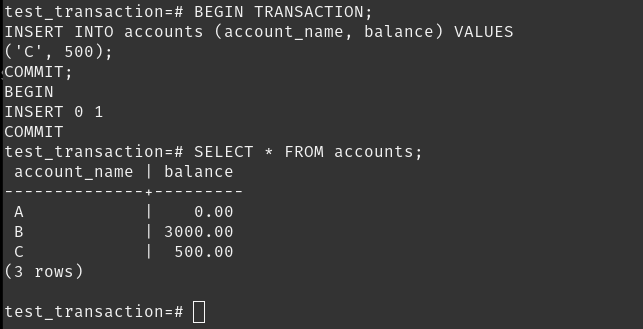 test_transaction=# BEGIN TRANSACTION;
INSERT INTO accounts (account_name, balance) VALUES
('C', 500);
COMMIT;
BEGIN
INSERT 0 1
COMMIT
test_transaction=# SELECT * FROM accounts;
 account_name | balance
--------------+---------
 A            |    0.00
 B            | 3000.00
 C            |  500.00
(3 rows)
test_transaction=#